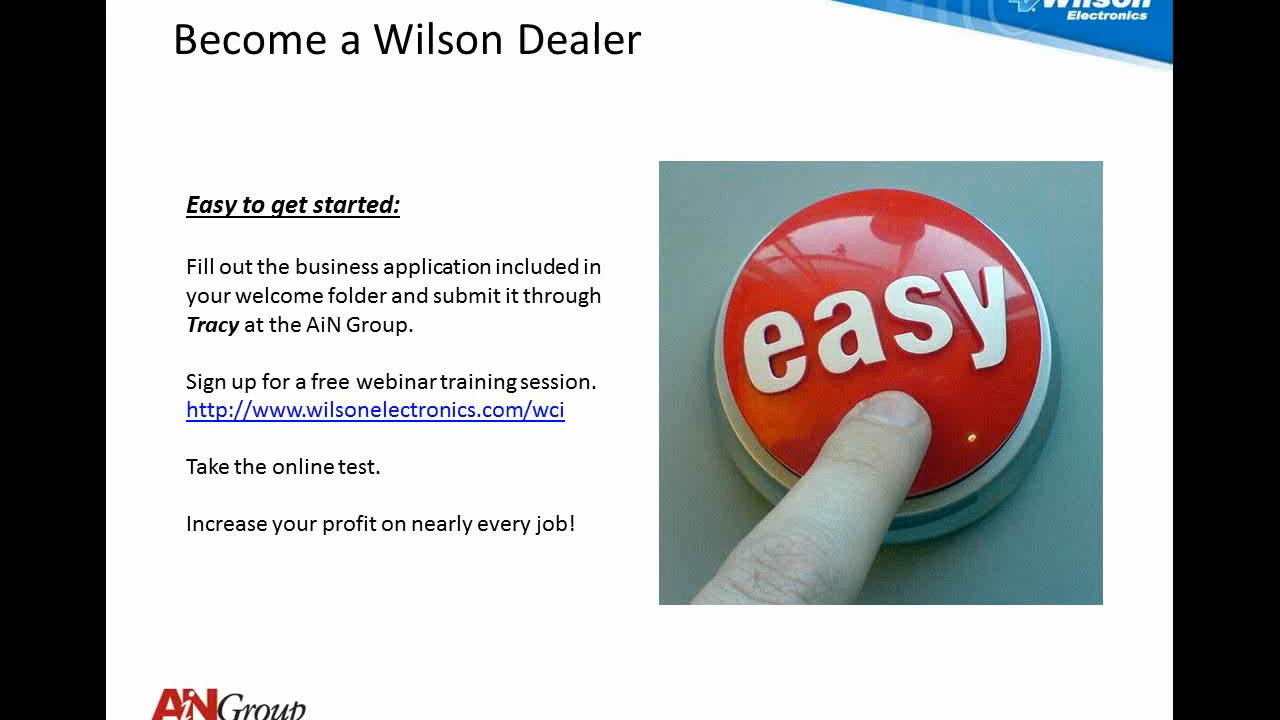 Become a Wilson Dealer
Wilson
Electronics
Easy to get started:
Fill out the business application included in
your welcome folder and submit it through
Tracy at the AiN Group.
Sign up for a free webinar training session.
http://www.wilsonelectronics.com/wci
Take the online test.
Increase your profit on nearly every job!
easy
AiN Group